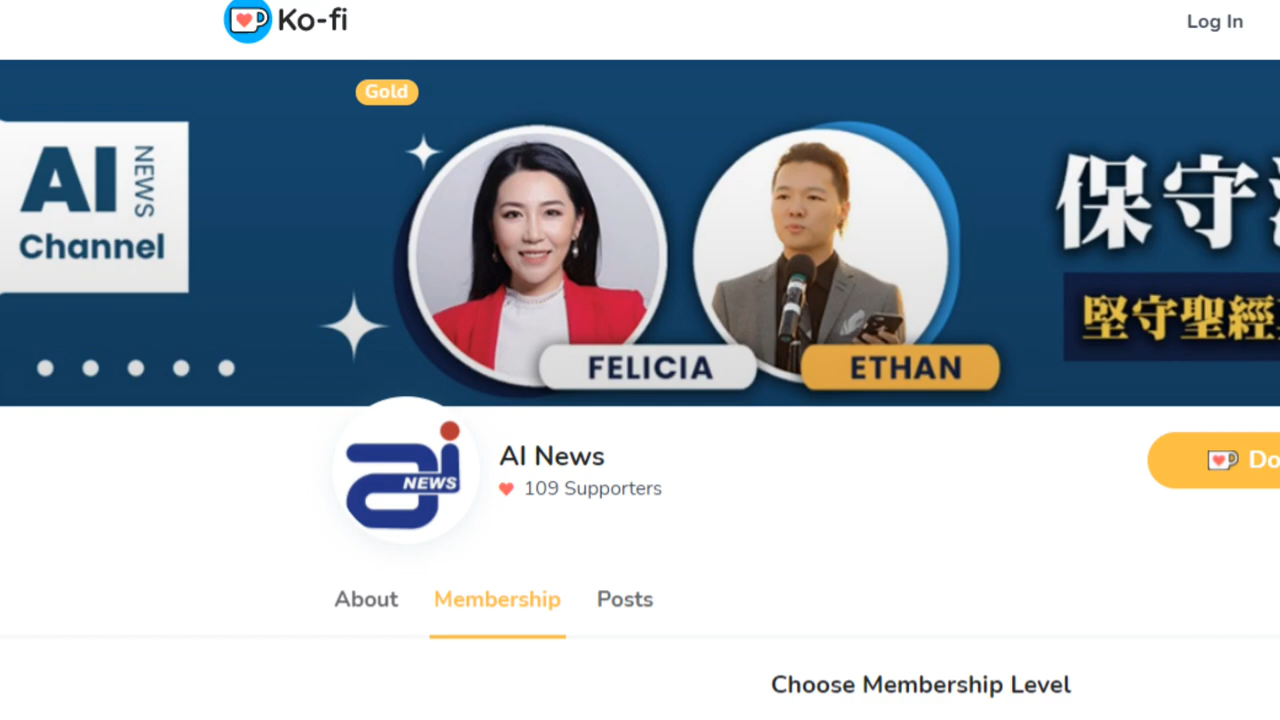 Ko-fi
Log In
Gold
AI NEWS
Channel
FELICIA
ETHAN
保守
堅守聖經
NEWS
AI News
109 Supporters
Do
About Membership Posts
Choose Membership Level